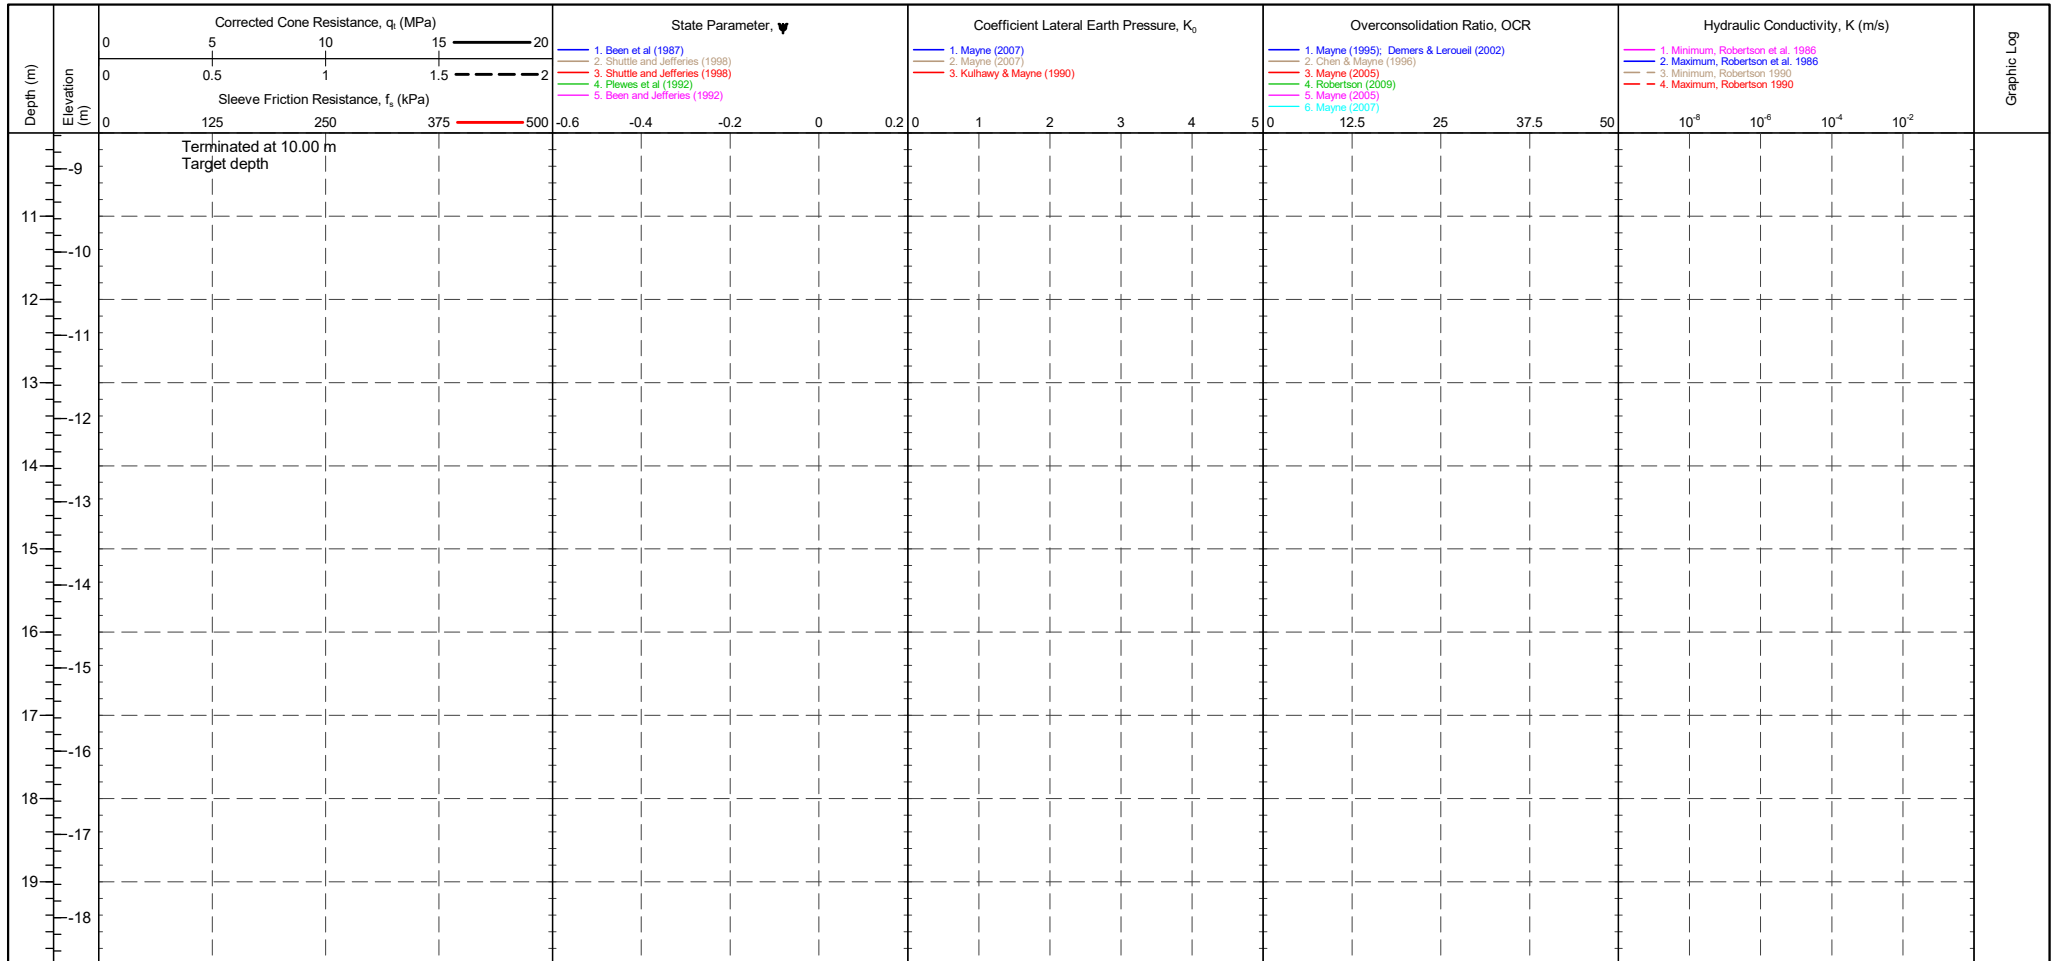 Depth (m)
Elevation
(m)
Corrected Cone Resistance, qt (MPa)
0 5 10 15 20
0 0.5 1 1.5 2
Sleeve Friction Resistance, fs (kPa)
0 125 250 375 500
State Parameter, ψ
1. Been et al (1987)
2. Shuttle and Jefferies (1998)
3. Shuttle and Jefferies (1998)
4. Plewes et al (1992)
5. Been and Jefferies (1992)
-0.6 -0.4 -0.2 0 0.2
Coefficient Lateral Earth Pressure, K0
1. Mayne (2007)
2. Mayne (2007)
3. Kulhawy & Mayne (1990)
0 1 2 3 4 5
Overconsolidation Ratio, OCR
1. Mayne (1995); Demers & Leroueil (2002)
2. Chen & Mayne (1996)
3. Mayne (2005)
4. Robertson (2009)
5. Mayne (2005)
6. Mayne (2007)
0 12.5 25 37.5 50
Hydraulic Conductivity, K (m/s)
1. Minimum, Robertson et al. 1986
2. Maximum, Robertson et al. 1986
3. Minimum, Robertson 1990
4. Maximum, Robertson 1990
10-8 10-6 10-4 10-2
Graphic Log
Terminated at 10.00 m
Target depth
-9
11
-10
12
-11
13
-12
14
-13
15
-14
16
-15
17
-16
18
-17
19
-18